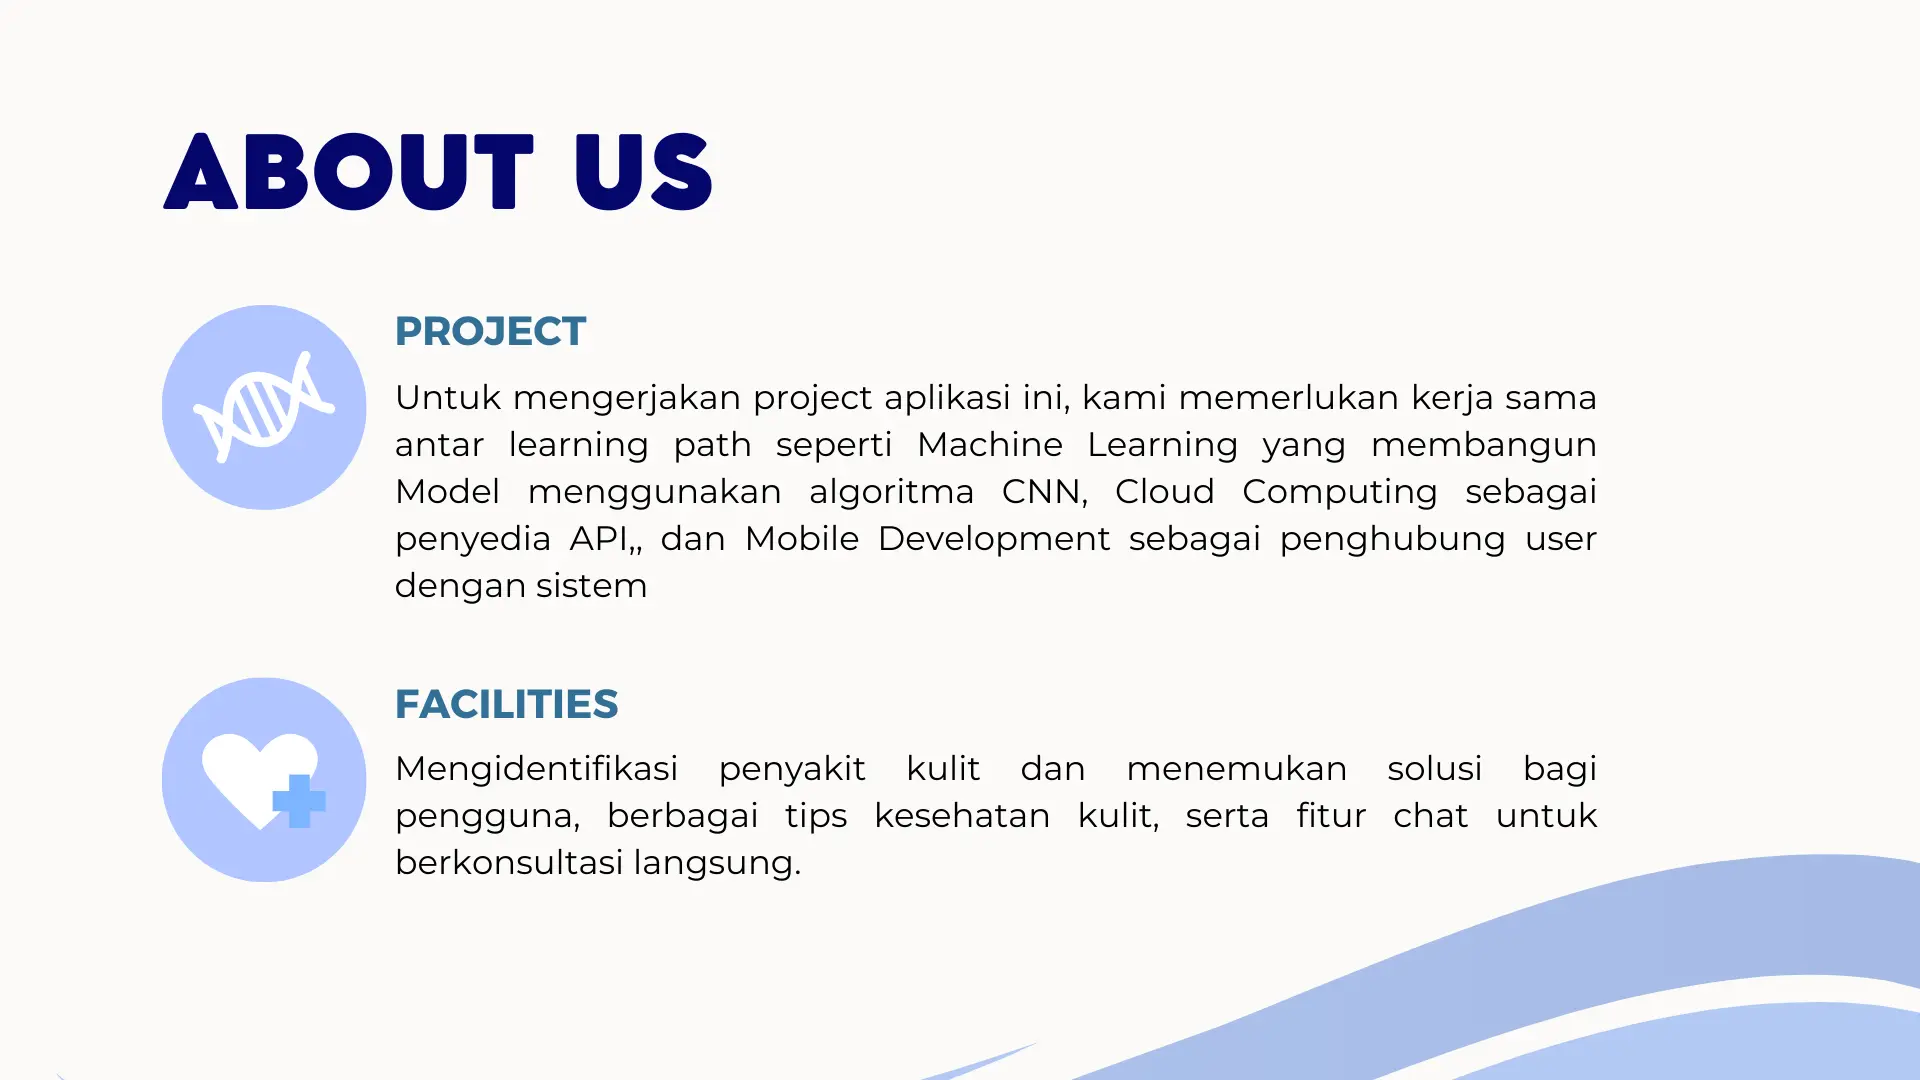 ABOUT US
PROJECT
Untuk mengerjakan project aplikasi ini, kami memerlukan kerja sama
antar learning path seperti Machine Learning yang membangun
Model menggunakan algoritma CNN, Cloud Computing sebagai
penyedia API,, dan Mobile Development sebagai penghubung user
dengan sistem
FACILITIES
Mengidentifikasi penyakit kulit dan menemukan solusi bagi
pengguna, berbagai tips kesehatan kulit, serta fitur chat untuk
berkonsultasi langsung.